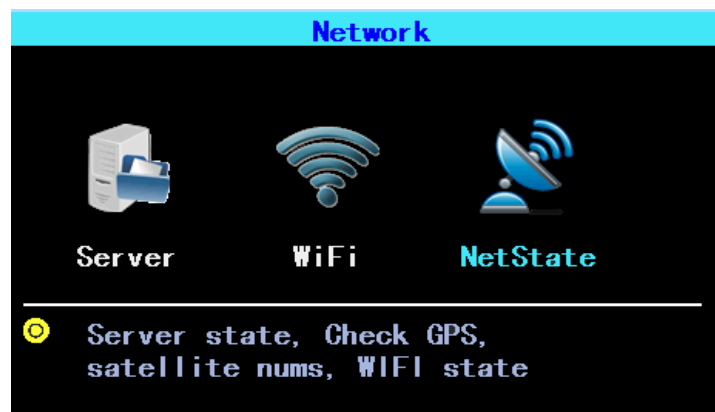 Network
Server WiFi NetState
Server state, Check GPS,
satellite nums, WIFI state